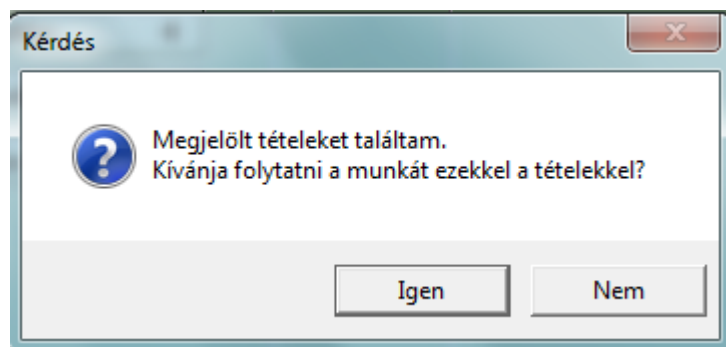 Kérdés
Megjelölt tételeket találtam.
Kívánja folytatni a munkát ezekkel a tételekkel?
Igen
Nem